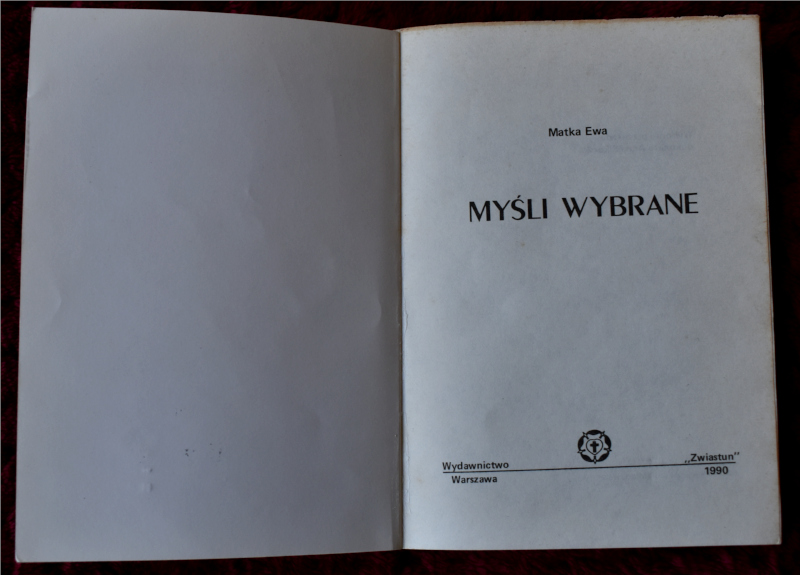 Matka Ewa
MYŚLI WYBRANE
Wydawnictwo „Zwiastun”
Warszawa 1990